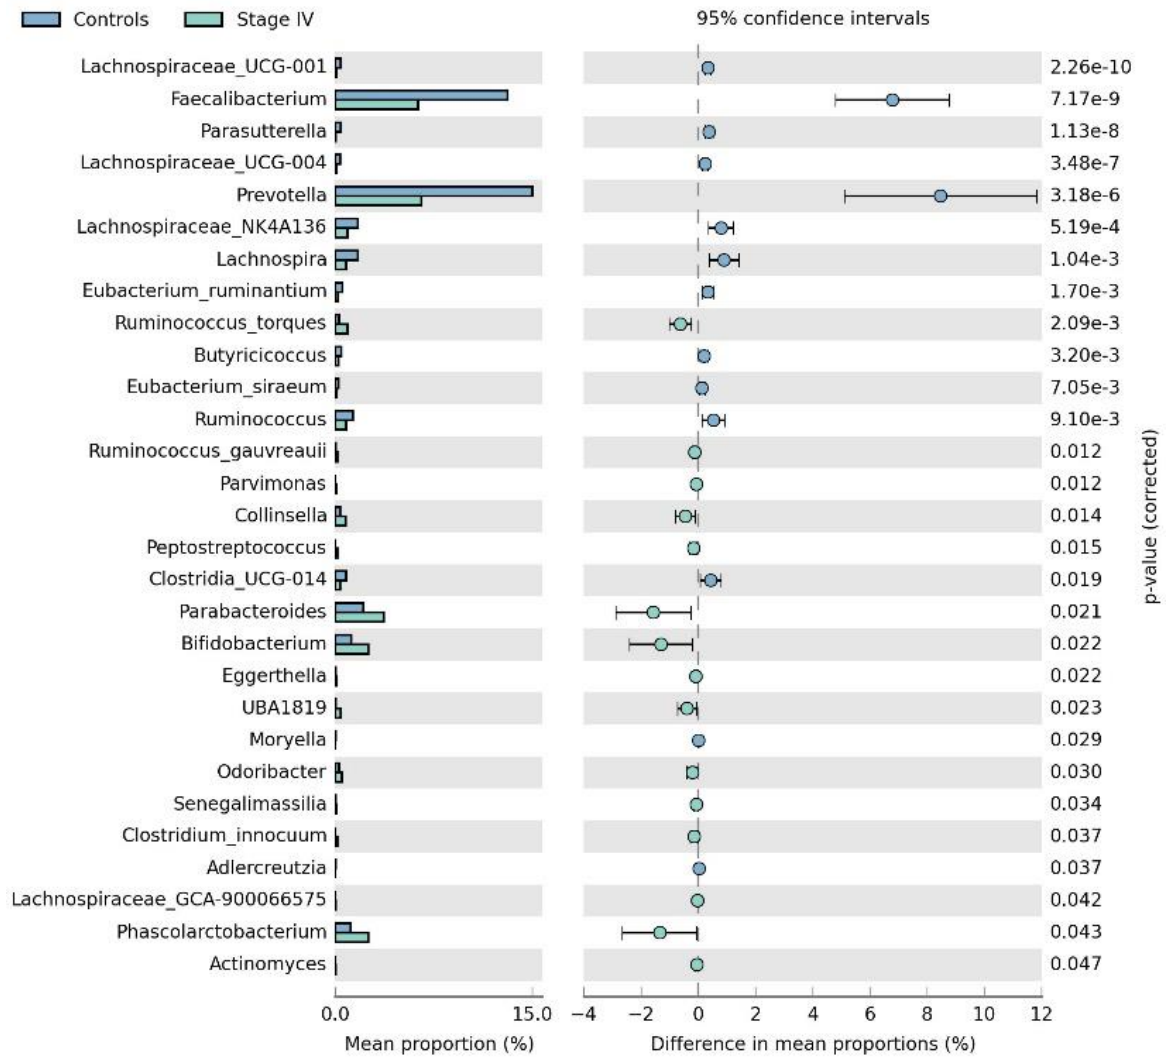 Controls Stage IV 95% confidence intervals
Lachnospiraceae_UCG-001 2.26e-10
Faecalibacterium 7.17e-9
Parasutterella 1.13e-8
Lachnospiraceae_UCG-004 3.48e-7
Prevotella 3.18e-6
Lachnospiraceae_NK4A136 5.19e-4
Lachnospira 1.04e-3
Eubacterium_ruminantium 1.70e-3
Ruminococcus_torques 2.09e-3
Butyricicoccus 3.20e-3
Eubacterium_siraeum 7.05e-3
Ruminococcus 9.10e-3
Ruminococcus_gauvreauii 0.012
Parvimonas 0.012
Collinsella 0.014
Peptostreptococcus 0.015
Clostridia_UCG-014 0.019
Parabacteroides 0.021
Bifidobacterium 0.022
Eggerthella 0.022
UBA1819 0.023
Moryella 0.029
Odoribacter 0.030
Senegalimassilia 0.034
Clostridium_innocuum 0.037
Adlercreutzia 0.037
Lachnospiraceae_GCA-900066575 0.042
Phascolarctobacterium 0.043
Actinomyces 0.047
p-value (corrected)
0.0 15.0 −4 −2 0 2 4 6 8 10 12
Mean proportion (%) Difference in mean proportions (%)